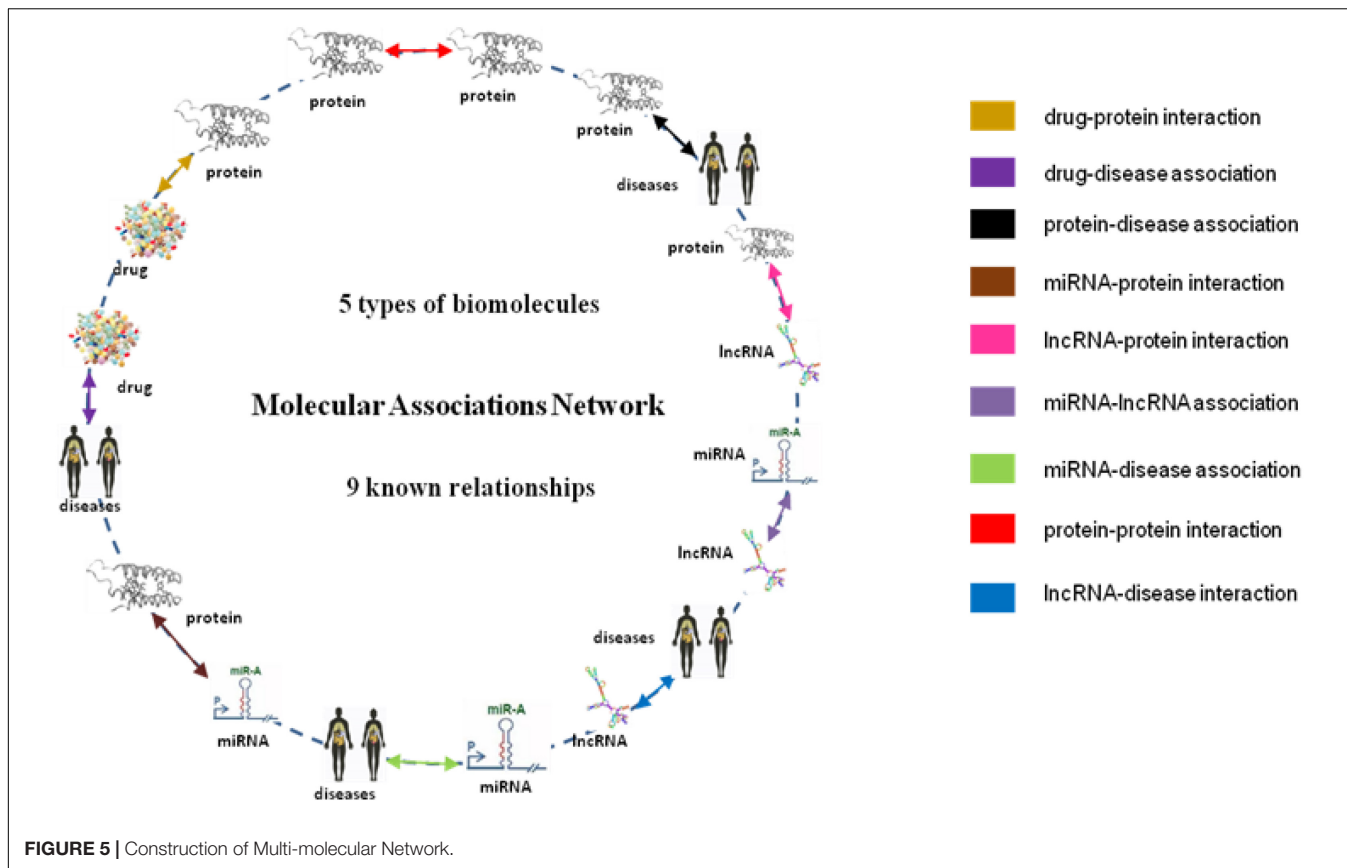 protein
protein
protein
protein
diseases
protein
drug
drug
lncRNA
miR-A
miRNA
P
lncRNA
diseases
diseases
protein
miR-A
P
miRNA
diseases
miR-A
P
miRNA
lncRNA
5 types of biomolecules
Molecular Associations Network
9 known relationships
drug-protein interaction
drug-disease association
protein-disease association
miRNA-protein interaction
lncRNA-protein interaction
miRNA-lncRNA association
miRNA-disease association
protein-protein interaction
lncRNA-disease interaction
FIGURE 5 | Construction of Multi-molecular Network.